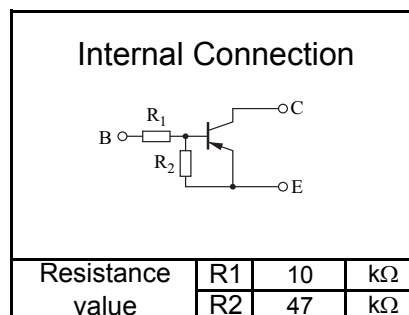 Internal Connection
C
R1
B
R2
E
Resistance value
R1 10 kΩ
R2 47 kΩ